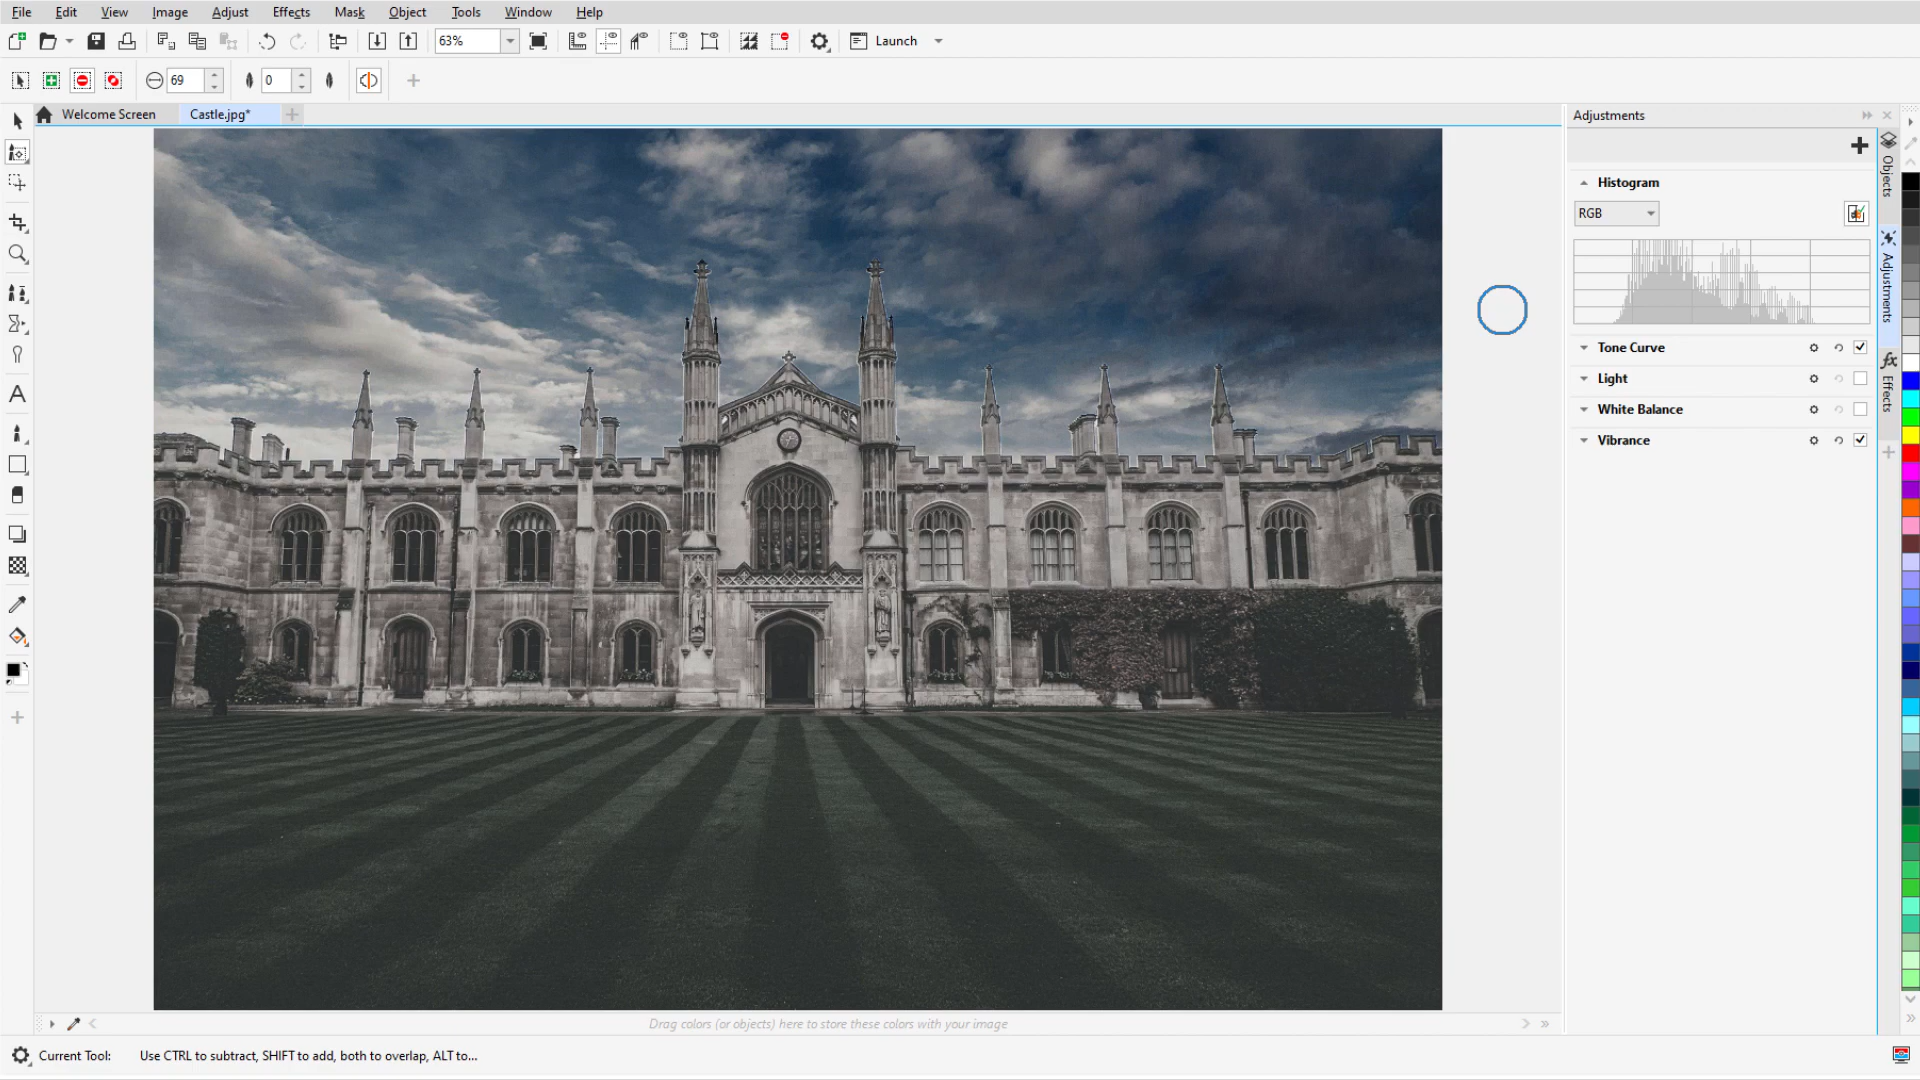 File Edit View Image Adjust Effects Mask Object Tools Window Help
63% Launch
69 0
Welcome Screen Castle.jpg*
Adjustments
Histogram
RGB
Tone Curve
Light
White Balance
Vibrance
Objects
Adjustments
Effects
Drag colors (or objects) here to store these colors with your image
Current Tool: Use CTRL to subtract, SHIFT to add, both to overlap, ALT to...